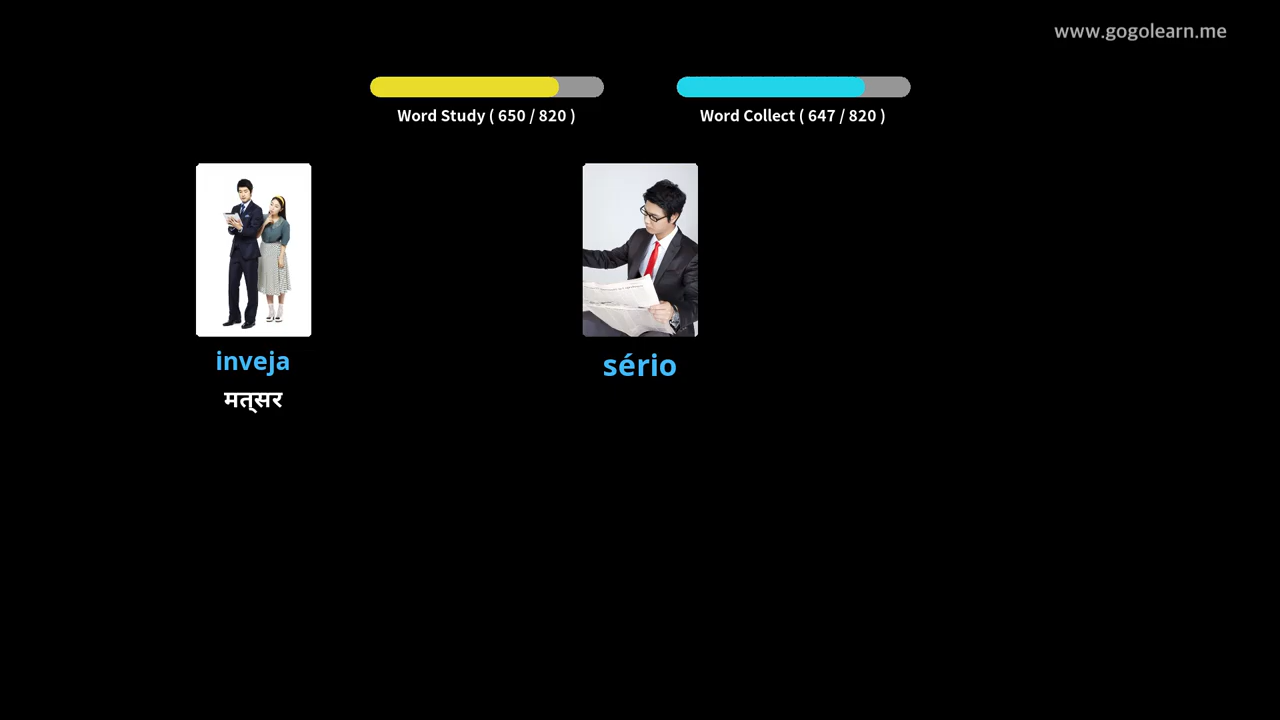 www.gogolearn.me
Word Study ( 650 / 820 )
Word Collect ( 647 / 820 )
inveja
मत्सर
sério